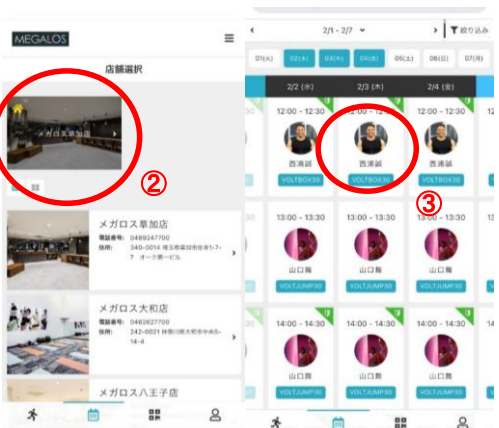 MEGALOS
店舗選択
メガロス草加店
②
メガロス草加店
電話番号: 0489247700
住所: 340-0014 埼玉県草加市住吉1-7-
7 オーク第一ビル
メガロス大和店
電話番号: 0462627700
住所: 242-0021 神奈川県大和市中央5-
14-4
メガロス八王子店
2/1 - 2/7
絞り込み
01(火) 02(水) 03(木) 04(金) 05(土) 06(日) 07(月)
2/2 (水) 2/3 (木) 2/4 (金)
12:00 - 12:30 12:00 - 12:30 12:00 - 12:30
西浦誠 西浦誠 西浦誠
VOLTBOX30 VOLTBOX30 VOLTBOX30
③
13:00 - 13:30 13:00 - 13:30 13:00 - 13:30
山口舞 山口舞 山口舞
VOLTJUMP30 VOLTJUMP30 VOLTJUMP30
14:00 - 14:30 14:00 - 14:30 14:00 - 14:30
山口舞 山口舞 山口舞
VOLTJUMP30 VOLTJUMP30 VOLTJUMP30